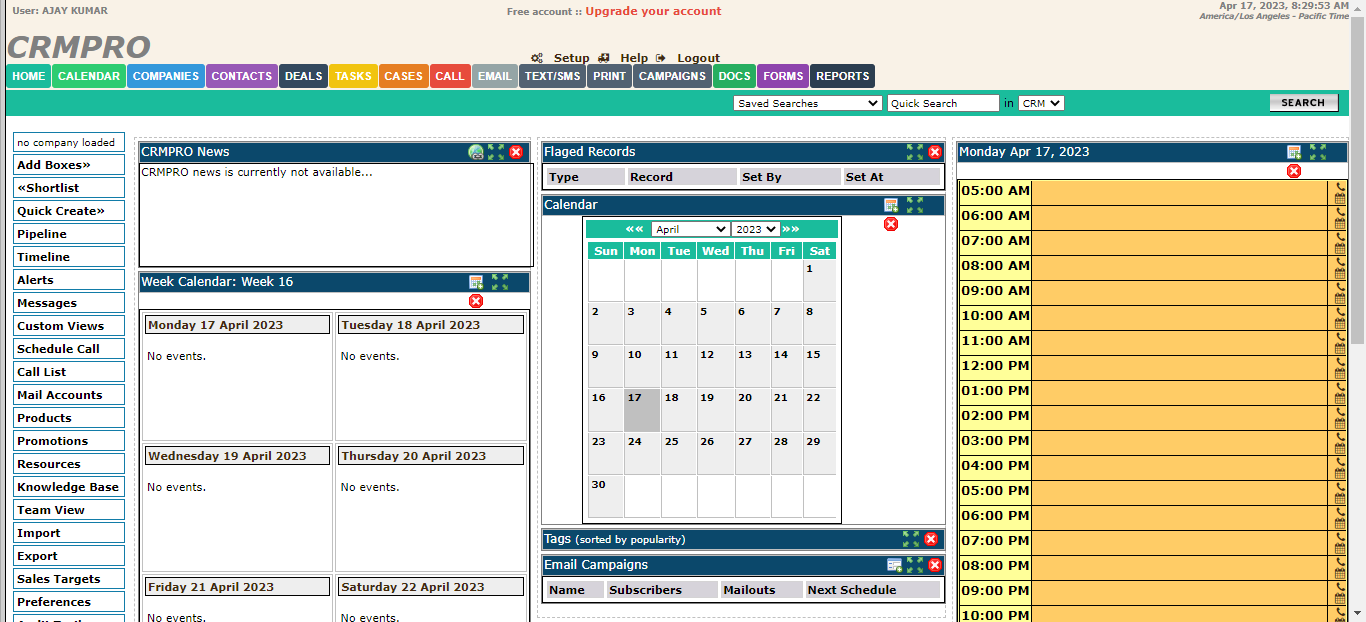 User: AJAY KUMAR
Free account :: Upgrade your account
Apr 17, 2023, 8:29:53 AM
America/Los Angeles - Pacific Time
CRMPRO
Setup Help Logout
HOME CALENDAR COMPANIES CONTACTS DEALS TASKS CASES CALL EMAIL TEXT/SMS PRINT CAMPAIGNS DOCS FORMS REPORTS
Saved Searches Quick Search in CRM SEARCH
no company loaded
Add Boxes»
«Shortlist
Quick Create»
Pipeline
Timeline
Alerts
Messages
Custom Views
Schedule Call
Call List
Mail Accounts
Products
Promotions
Resources
Knowledge Base
Team View
Import
Export
Sales Targets
Preferences
CRMPRO News
CRMPRO news is currently not available...
Week Calendar: Week 16
Monday 17 April 2023 Tuesday 18 April 2023
No events. No events.
Wednesday 19 April 2023 Thursday 20 April 2023
No events. No events.
Friday 21 April 2023 Saturday 22 April 2023
No events. No events.
Flaged Records
Type Record Set By Set At
Calendar
«« April 2023 »»
Sun Mon Tue Wed Thu Fri Sat
1
2 3 4 5 6 7 8
9 10 11 12 13 14 15
16 17 18 19 20 21 22
23 24 25 26 27 28 29
30
Tags (sorted by popularity)
Email Campaigns
Name Subscribers Mailouts Next Schedule
Monday Apr 17, 2023
05:00 AM
06:00 AM
07:00 AM
08:00 AM
09:00 AM
10:00 AM
11:00 AM
12:00 PM
01:00 PM
02:00 PM
03:00 PM
04:00 PM
05:00 PM
06:00 PM
07:00 PM
08:00 PM
09:00 PM
10:00 PM